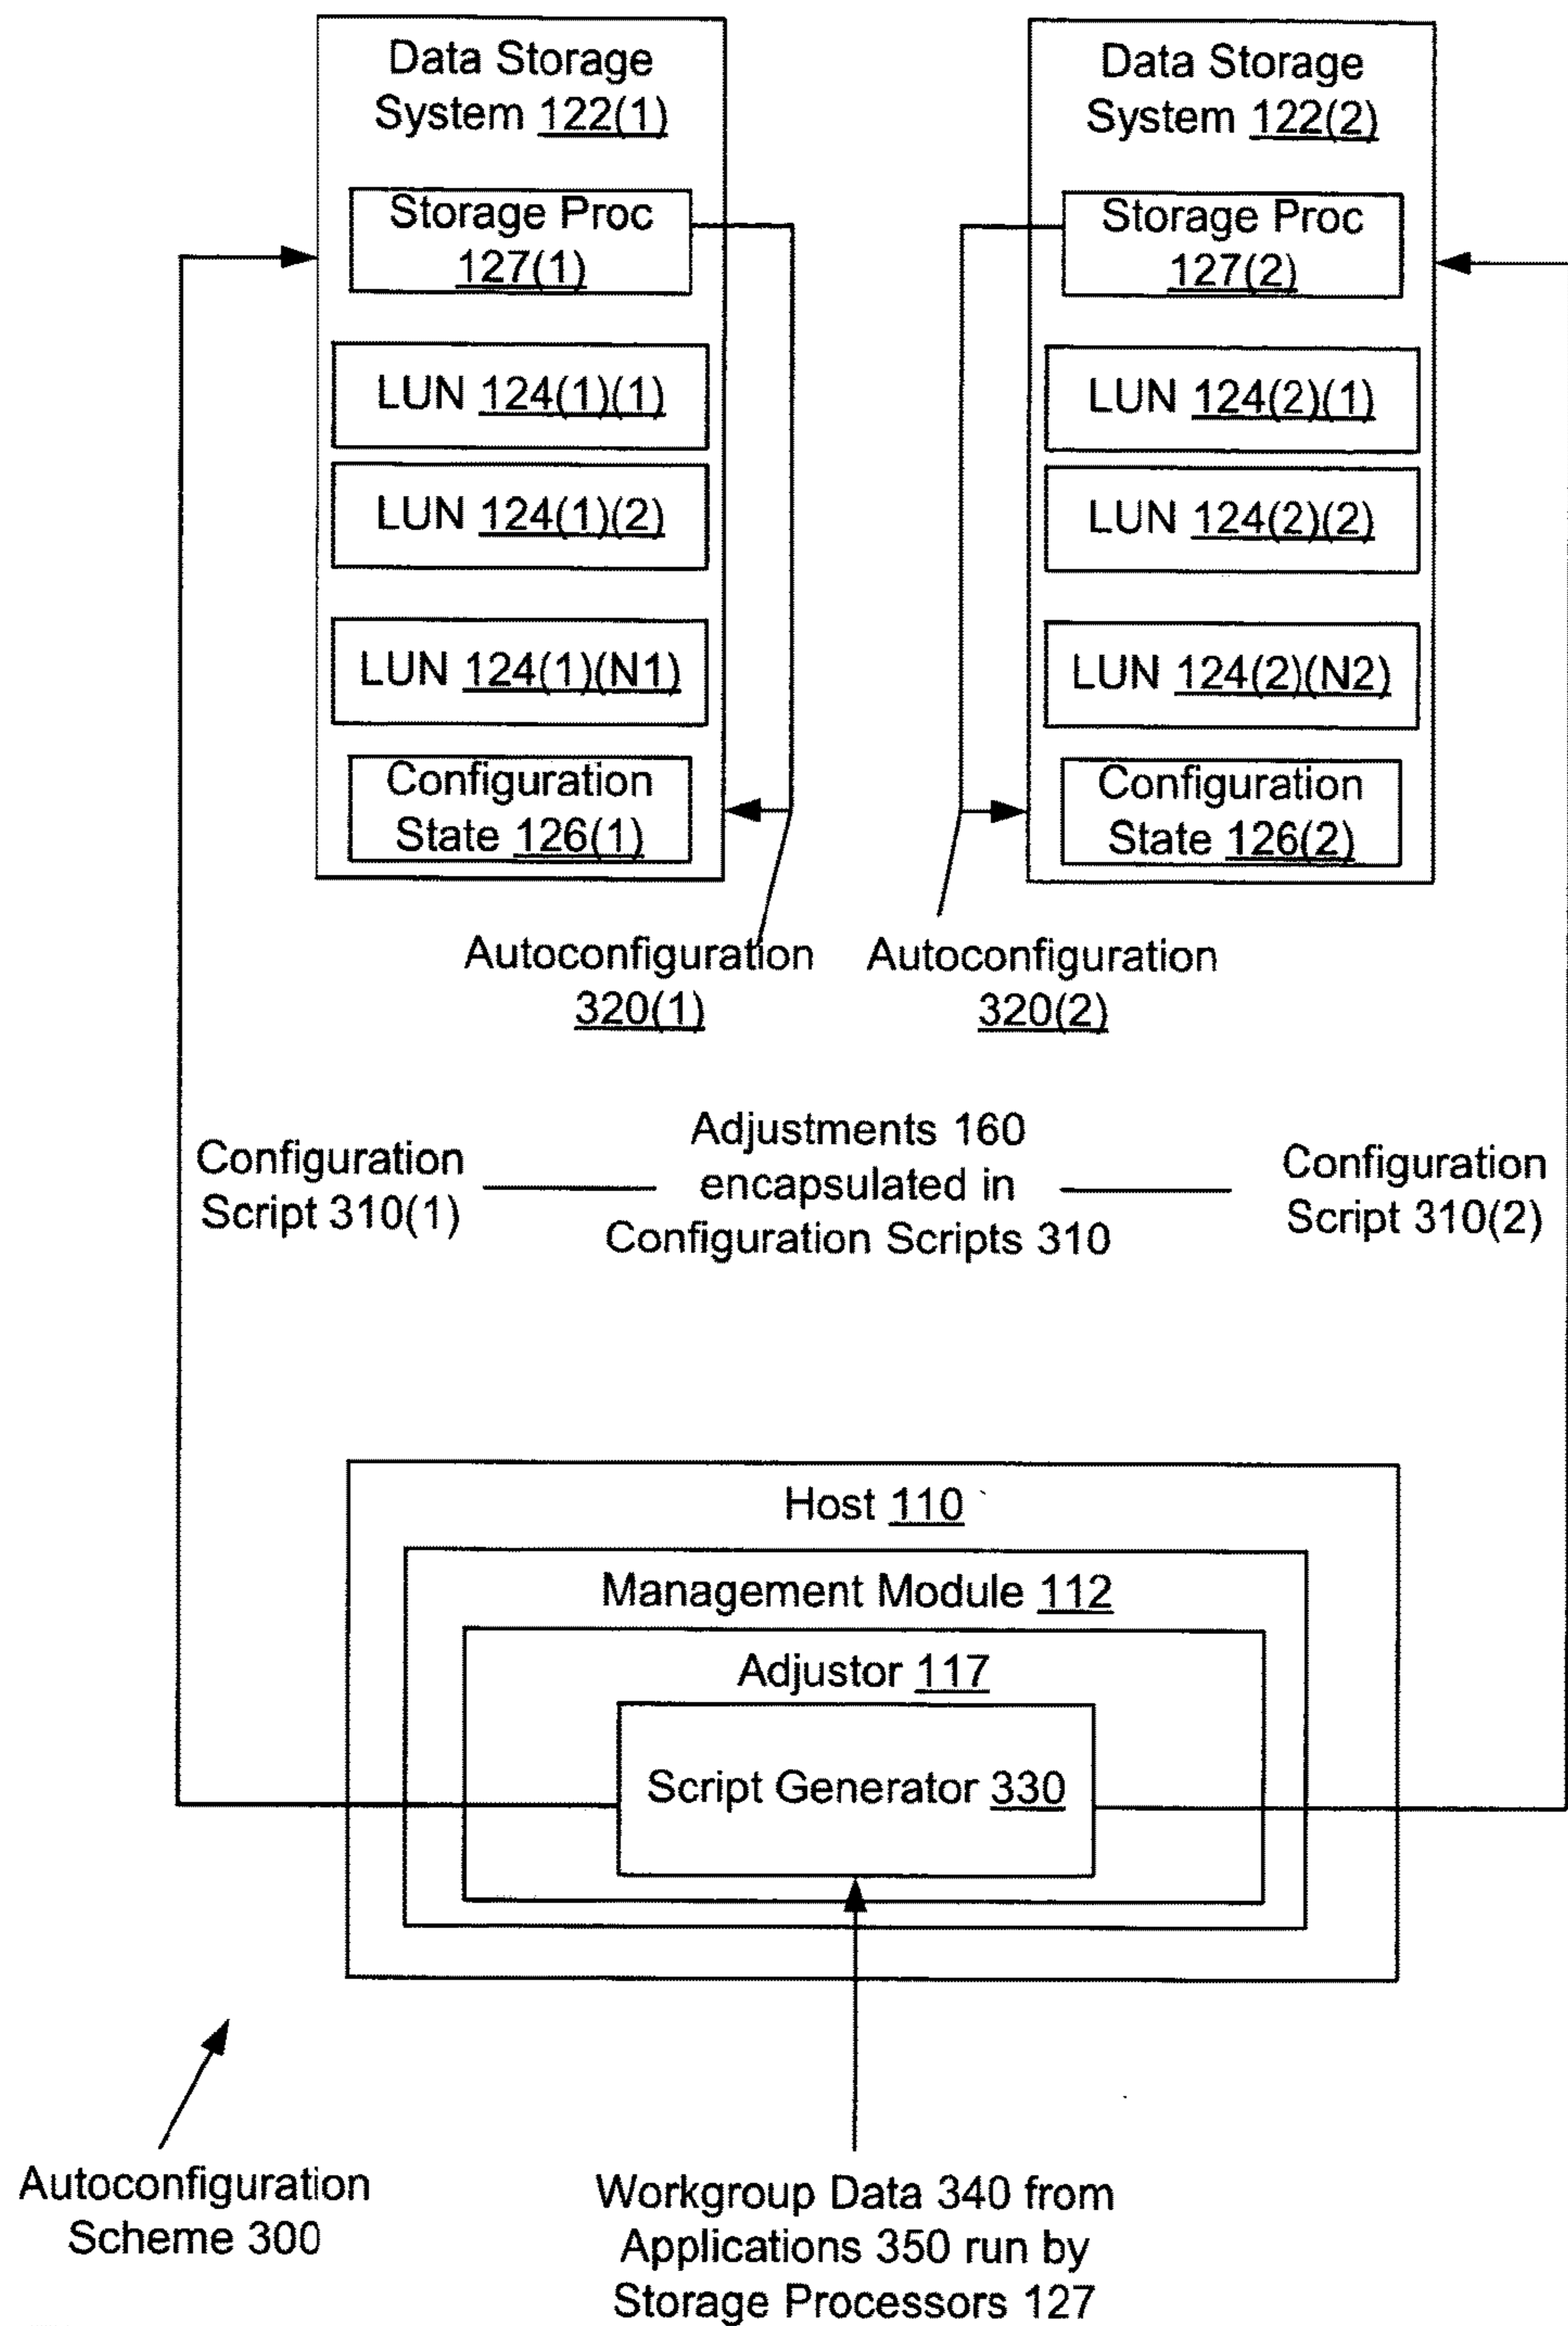 Data Storage
System 122(1)
Storage Proc
127(1)
LUN 124(1)(1)
LUN 124(1)(2)
LUN 124(1)(N1)
Configuration
State 126(1)
Data Storage
System 122(2)
Storage Proc
127(2)
LUN 124(2)(1)
LUN 124(2)(2)
LUN 124(2)(N2)
Configuration
State 126(2)
Autoconfiguration
320(1)
Autoconfiguration
320(2)
Configuration
Script 310(1)
Adjustments 160
encapsulated in
Configuration Scripts 310
Configuration
Script 310(2)
Host 110
Management Module 112
Adjustor 117
Script Generator 330
Autoconfiguration
Scheme 300
Workgroup Data 340 from
Applications 350 run by
Storage Processors 127